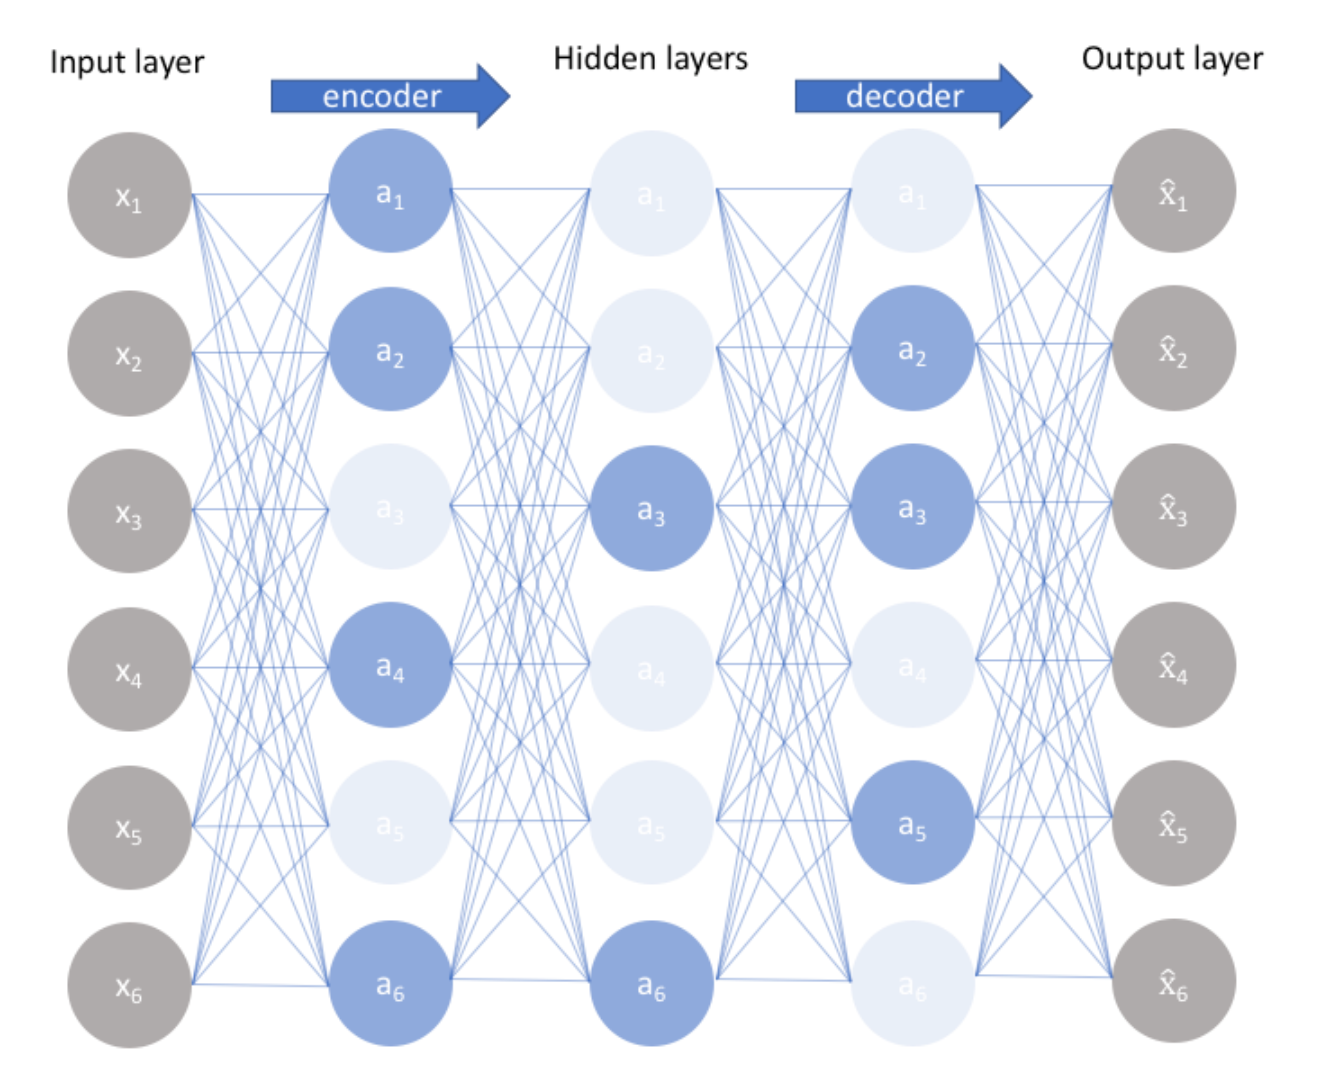 Input layer
Hidden layers
Output layer
encoder
decoder
x₁ a₁ a₁ a₁ x̂₁
x₂ a₂ a₂ a₂ x̂₂
x₃ a₃ a₃ a₃ x̂₃
x₄ a₄ a₄ a₄ x̂₄
x₅ a₅ a₅ a₅ x̂₅
x₆ a₆ a₆ a₆ x̂₆